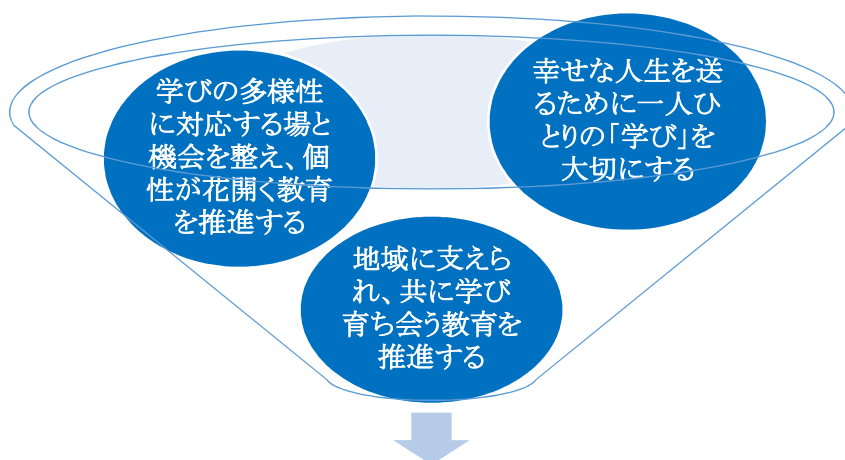 学びの多様性
に対応する場と
機会を整え、個
性が花開く教育
を推進する
幸せな人生を送
るために一人ひ
とりの「学び」を
大切にする
地域に支えら
れ、共に学び
育ち会う教育を
推進する